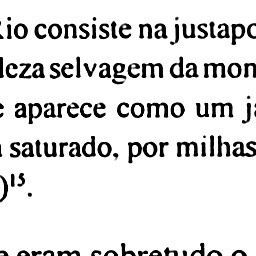 Rio consiste na justapo
leza selvagem da mon
e aparece como um ja
a saturado, por milhas
)¹⁵.
e eram sobretudo o